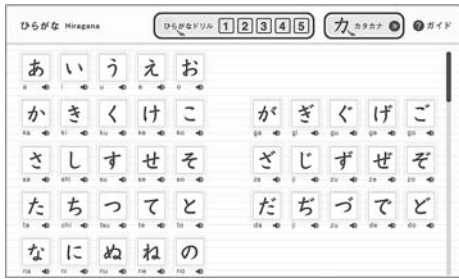 ひらがな Hiragana ひらがなドリル 1 2 3 4 5 カ カタカナ ?ガイド
あ い う え お
a i u e o
か き く け こ が ぎ ぐ げ ご
ka ki ku ke ko ga gi gu ge go
さ し す せ そ ざ じ ず ぜ ぞ
sa shi su se so za ji zu ze zo
た ち つ て と だ ぢ づ で ど
ta chi tsu te to da ji zu de do
な に ぬ ね の
na ni nu ne no